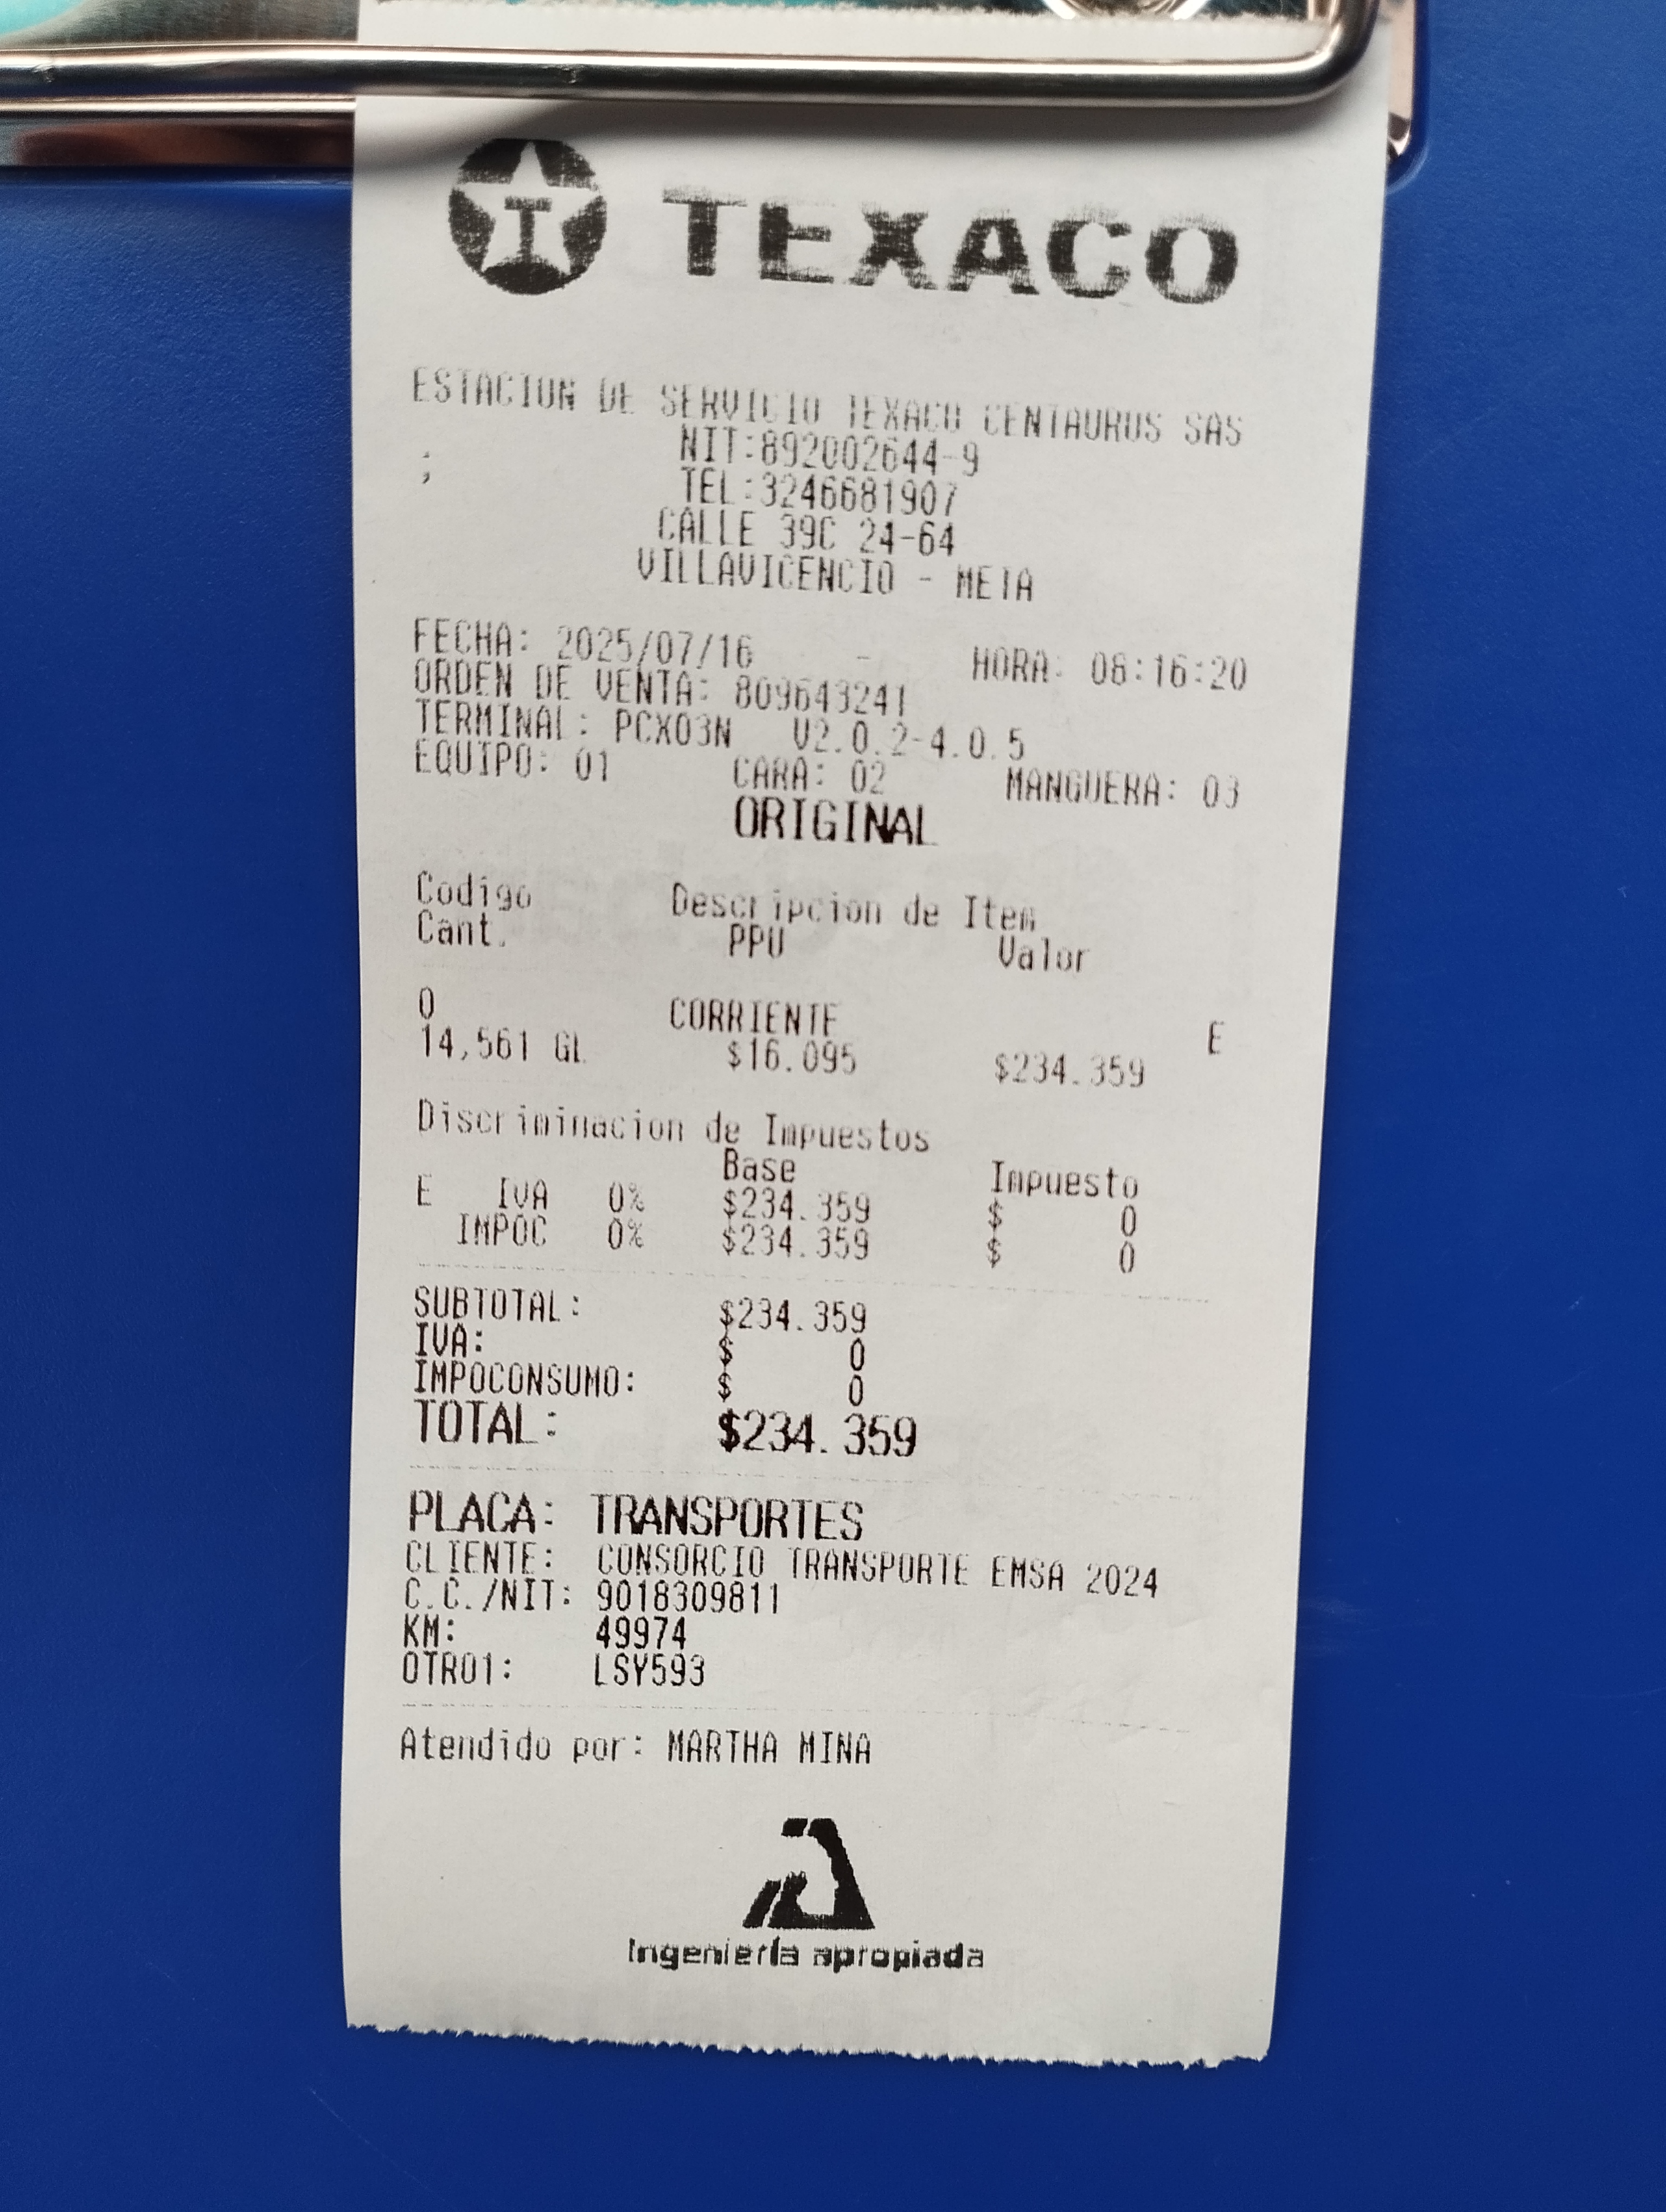 TEXACO
ESTACION DE SERVICIO TEXACO CENTAUROS SAS
NIT:892002644-9
;
TEL:3246681907
CALLE 39C 24-64
VILLAVICENCIO - META
FECHA: 2025/07/16 - HORA: 08:16:20
ORDEN DE VENTA: 809643241
TERMINAL: PCX03N V2.0.2-4.0.5
EQUIPO: 01 CARA: 02 MANGUERA: 03
ORIGINAL
Codigo Descripcion de Item
Cant. PPU Valor
0 CORRIENTE E
14,561 GL $16.095 $234.359
Discriminacion de Impuestos
Base Impuesto
E IVA 0% $234.359 $ 0
IMPOC 0% $234.359 $ 0
SUBTOTAL: $234.359
IVA: $ 0
IMPOCONSUMO: $ 0
TOTAL: $234.359
PLACA: TRANSPORTES
CLIENTE: CONSORCIO TRANSPORTE EMSA 2024
C.C./NIT: 9018309811
KM: 49974
OTRO1: LSY593
Atendido por: MARTHA MINA
Ingeniería apropiada